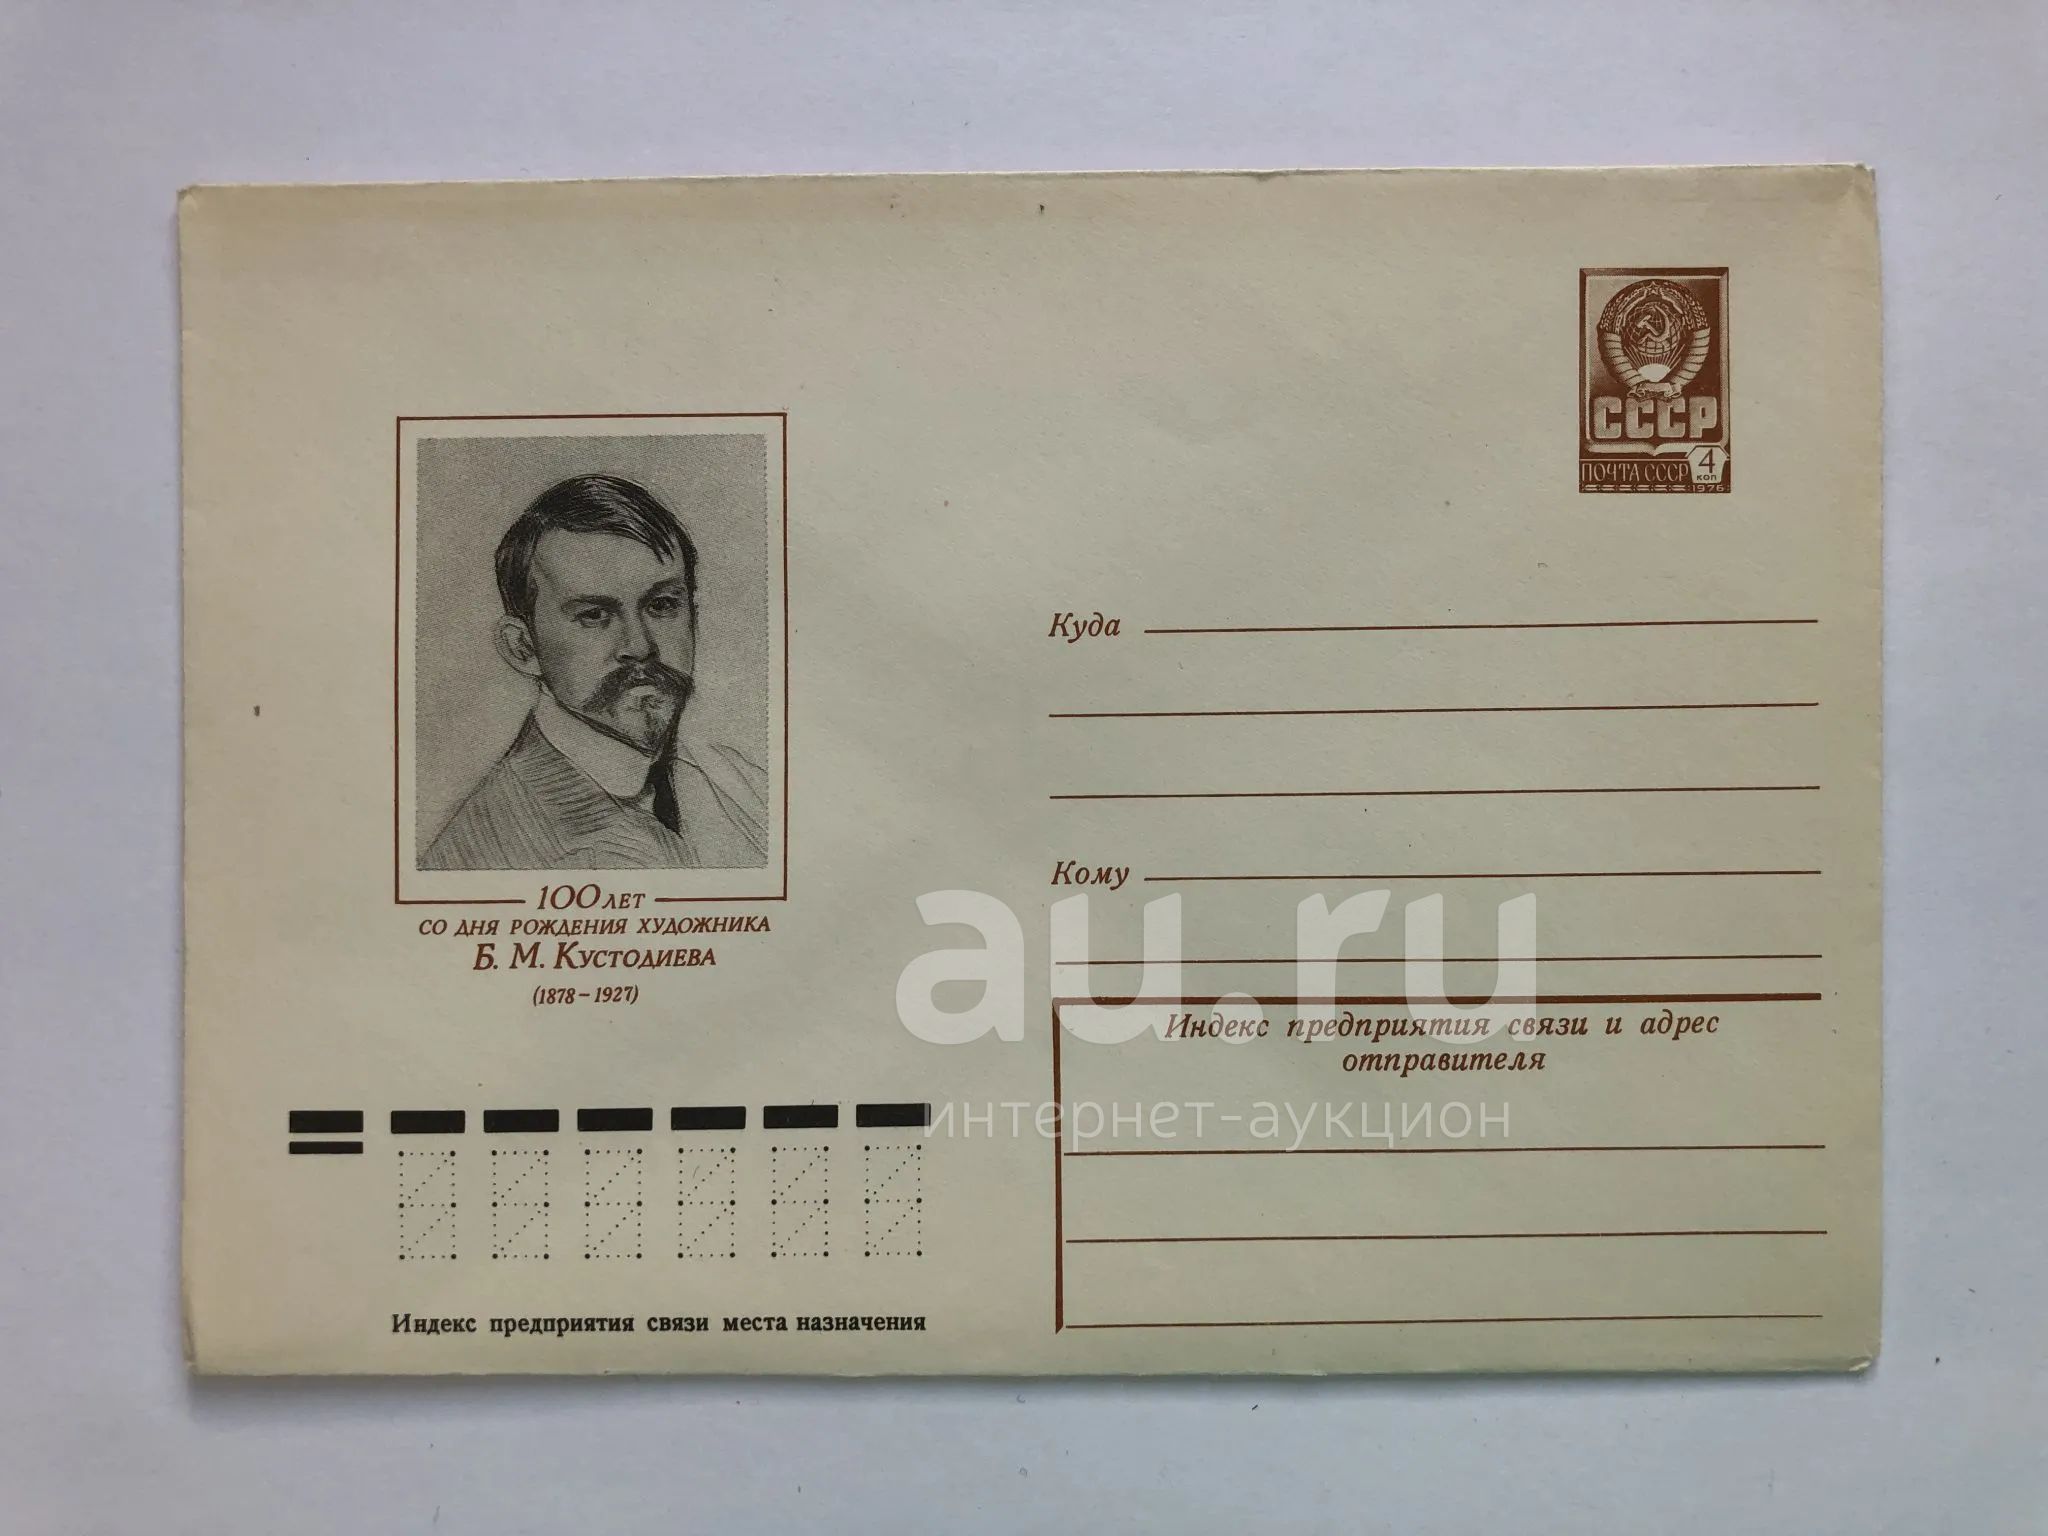 СССР
ПОЧТА СССР 4 коп
1976
Куда
Кому
100 лет
со дня рождения художника
Б. М. Кустодиева
(1878–1927)
au.ru
интернет-аукцион
Индекс предприятия связи и адрес
отправителя
Индекс предприятия связи места назначения